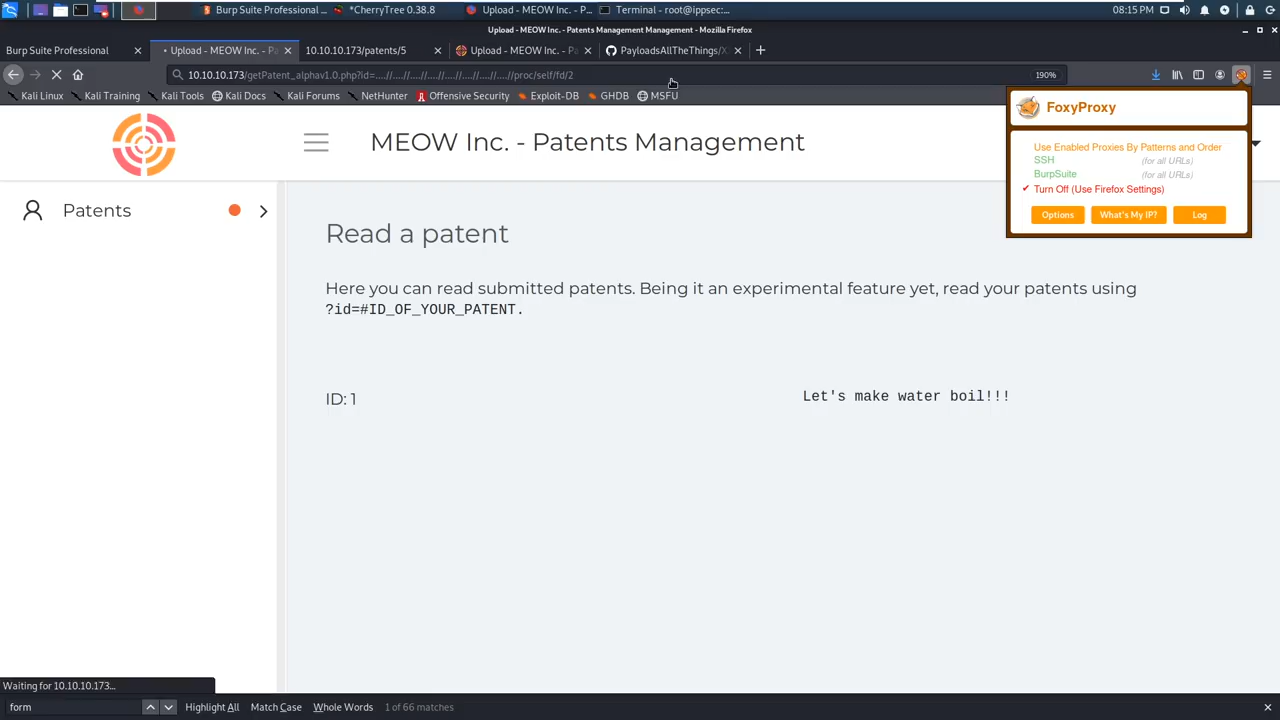 Burp Suite Professional ...
*CherryTree 0.38.8
Upload - MEOW Inc. - P...
Terminal - root@ippsec:...
08:15 PM
Upload - MEOW Inc. - Patents Management Management - Mozilla Firefox
Burp Suite Professional
Upload - MEOW Inc. - Pa
10.10.10.173/patents/5
Upload - MEOW Inc. - Pa
PayloadsAllTheThings/X
10.10.10.173/getPatent_alphav1.0.php?id=....//....//....//....//....//....//....//....//proc/self/fd/2
190%
Kali Linux
Kali Training
Kali Tools
Kali Docs
Kali Forums
NetHunter
Offensive Security
Exploit-DB
GHDB
MSFU
FoxyProxy
Use Enabled Proxies By Patterns and Order
SSH (for all URLs)
BurpSuite (for all URLs)
✓ Turn Off (Use Firefox Settings)
Options What's My IP? Log
MEOW Inc. - Patents Management
Patents
Read a patent
Here you can read submitted patents. Being it an experimental feature yet, read your patents using
?id=#ID_OF_YOUR_PATENT.
ID: 1
Let's make water boil!!!
Waiting for 10.10.10.173...
form
Highlight All
Match Case
Whole Words
1 of 66 matches